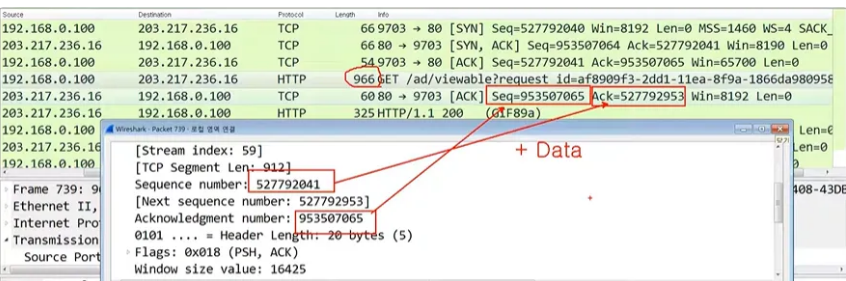 Source Destination Protocol Length Info
192.168.0.100 203.217.236.16 TCP 66 9703 → 80 [SYN] Seq=527792040 Win=8192 Len=0 MSS=1460 WS=4 SACK_
203.217.236.16 192.168.0.100 TCP 66 80 → 9703 [SYN, ACK] Seq=953507064 Ack=527792041 Win=8190 Len=0
192.168.0.100 203.217.236.16 TCP 54 9703 → 80 [ACK] Seq=527792041 Ack=953507065 Win=65700 Len=0
192.168.0.100 203.217.236.16 HTTP 966 GET /ad/viewable?request_id=af8909f3-2dd1-11ea-8f9a-1866da980958
203.217.236.16 192.168.0.100 TCP 60 80 → 9703 [ACK] Seq=953507065 Ack=527792953 Win=8192 Len=0
203.217.236.16 192.168.0.100 HTTP 325 HTTP/1.1 200 (GIF89a)
192.168.0.100
203.217.236.16
192.168.0.100
Wireshark · Packet 739 · 로컬 영역 연결
+ Data
[Stream index: 59]
[TCP Segment Len: 912]
Sequence number: 527792041
[Next sequence number: 527792953]
Acknowledgment number: 953507065
0101 .... = Header Length: 20 bytes (5)
Flags: 0x018 (PSH, ACK)
Window size value: 16425
Frame 739: 9
Ethernet II,
Internet Pro
Transmission
Source Port
Len=0
Len=0
408-43DE